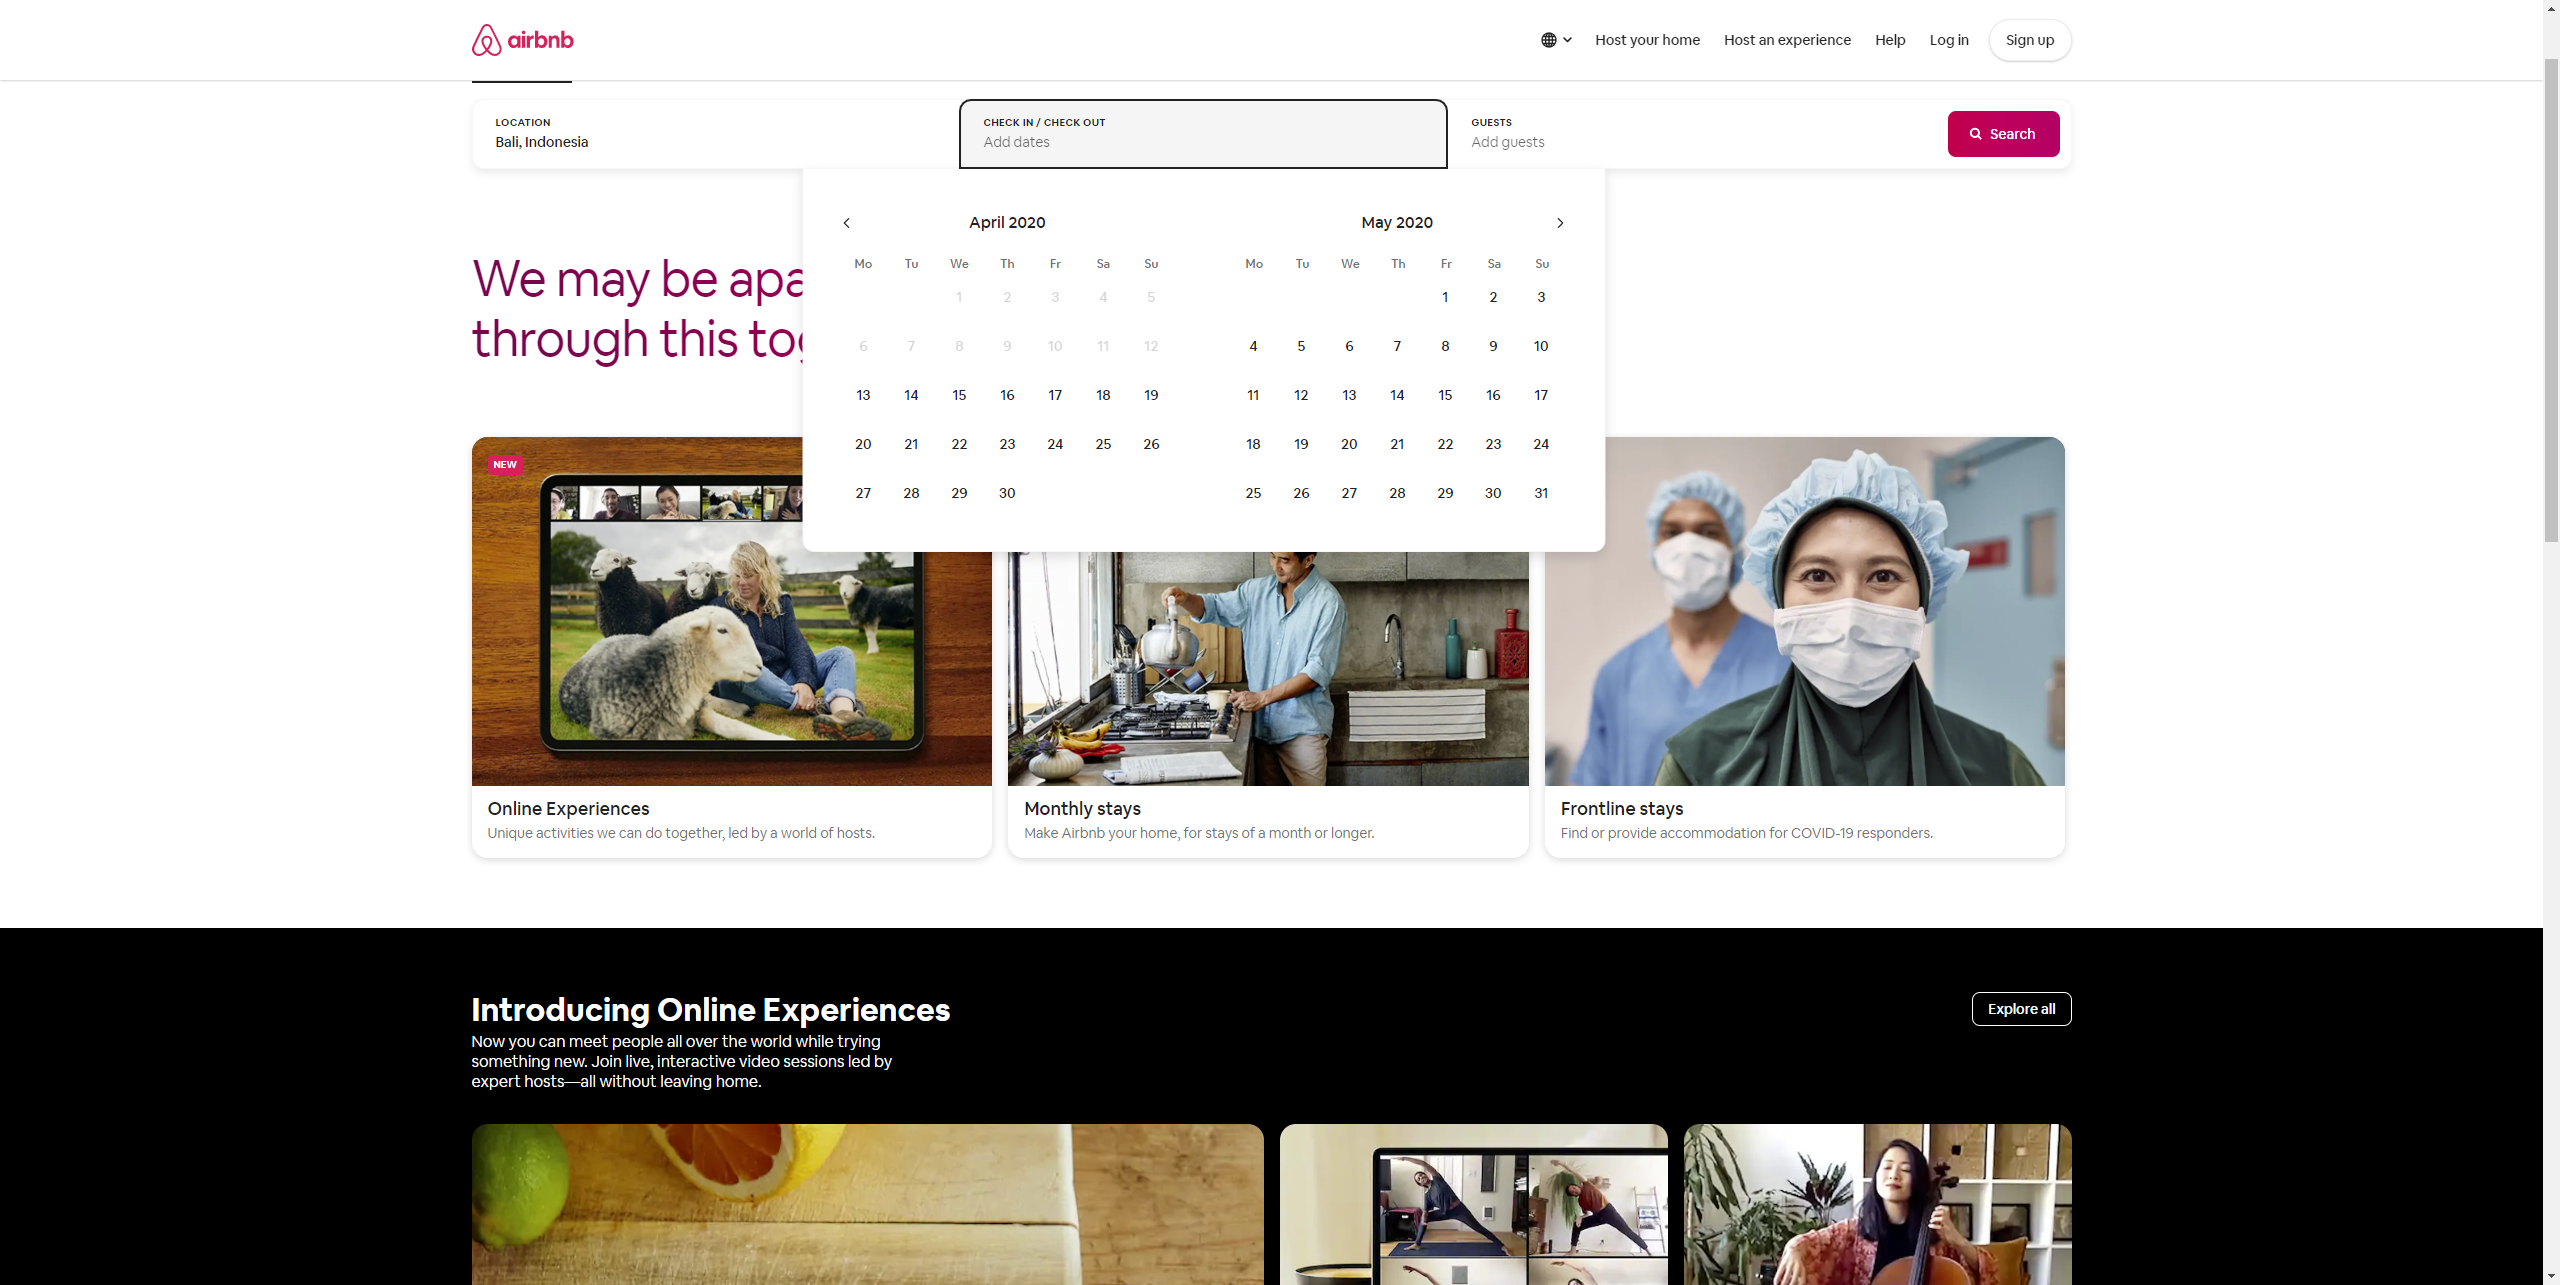 airbnb
Host your home
Host an experience
Help
Log in
Sign up
LOCATION
Bali, Indonesia
CHECK IN / CHECK OUT
Add dates
GUESTS
Add guests
Search
April 2020
Mo Tu We Th Fr Sa Su
1 2 3 4 5
6 7 8 9 10 11 12
13 14 15 16 17 18 19
20 21 22 23 24 25 26
27 28 29 30
May 2020
Mo Tu We Th Fr Sa Su
1 2 3
4 5 6 7 8 9 10
11 12 13 14 15 16 17
18 19 20 21 22 23 24
25 26 27 28 29 30 31
We may be
through this
NEW
Online Experiences
Unique activities we can do together, led by a world of hosts.
Monthly stays
Make Airbnb your home, for stays of a month or longer.
Frontline stays
Find or provide accommodation for COVID-19 responders.
Introducing Online Experiences
Now you can meet people all over the world while trying
something new. Join live, interactive video sessions led by
expert hosts—all without leaving home.
Explore all